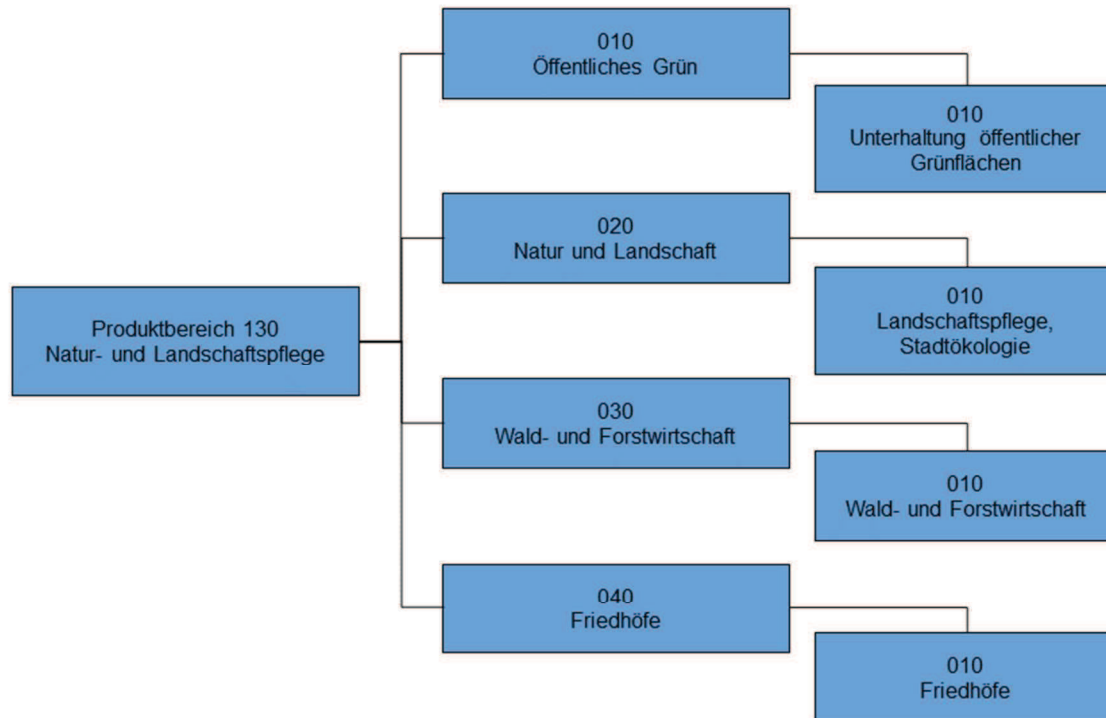 010
Öffentliches Grün
010
Unterhaltung öffentlicher
Grünflächen
020
Natur und Landschaft
010
Landschaftspflege,
Stadtökologie
Produktbereich 130
Natur- und Landschaftspflege
030
Wald- und Forstwirtschaft
010
Wald- und Forstwirtschaft
040
Friedhöfe
010
Friedhöfe